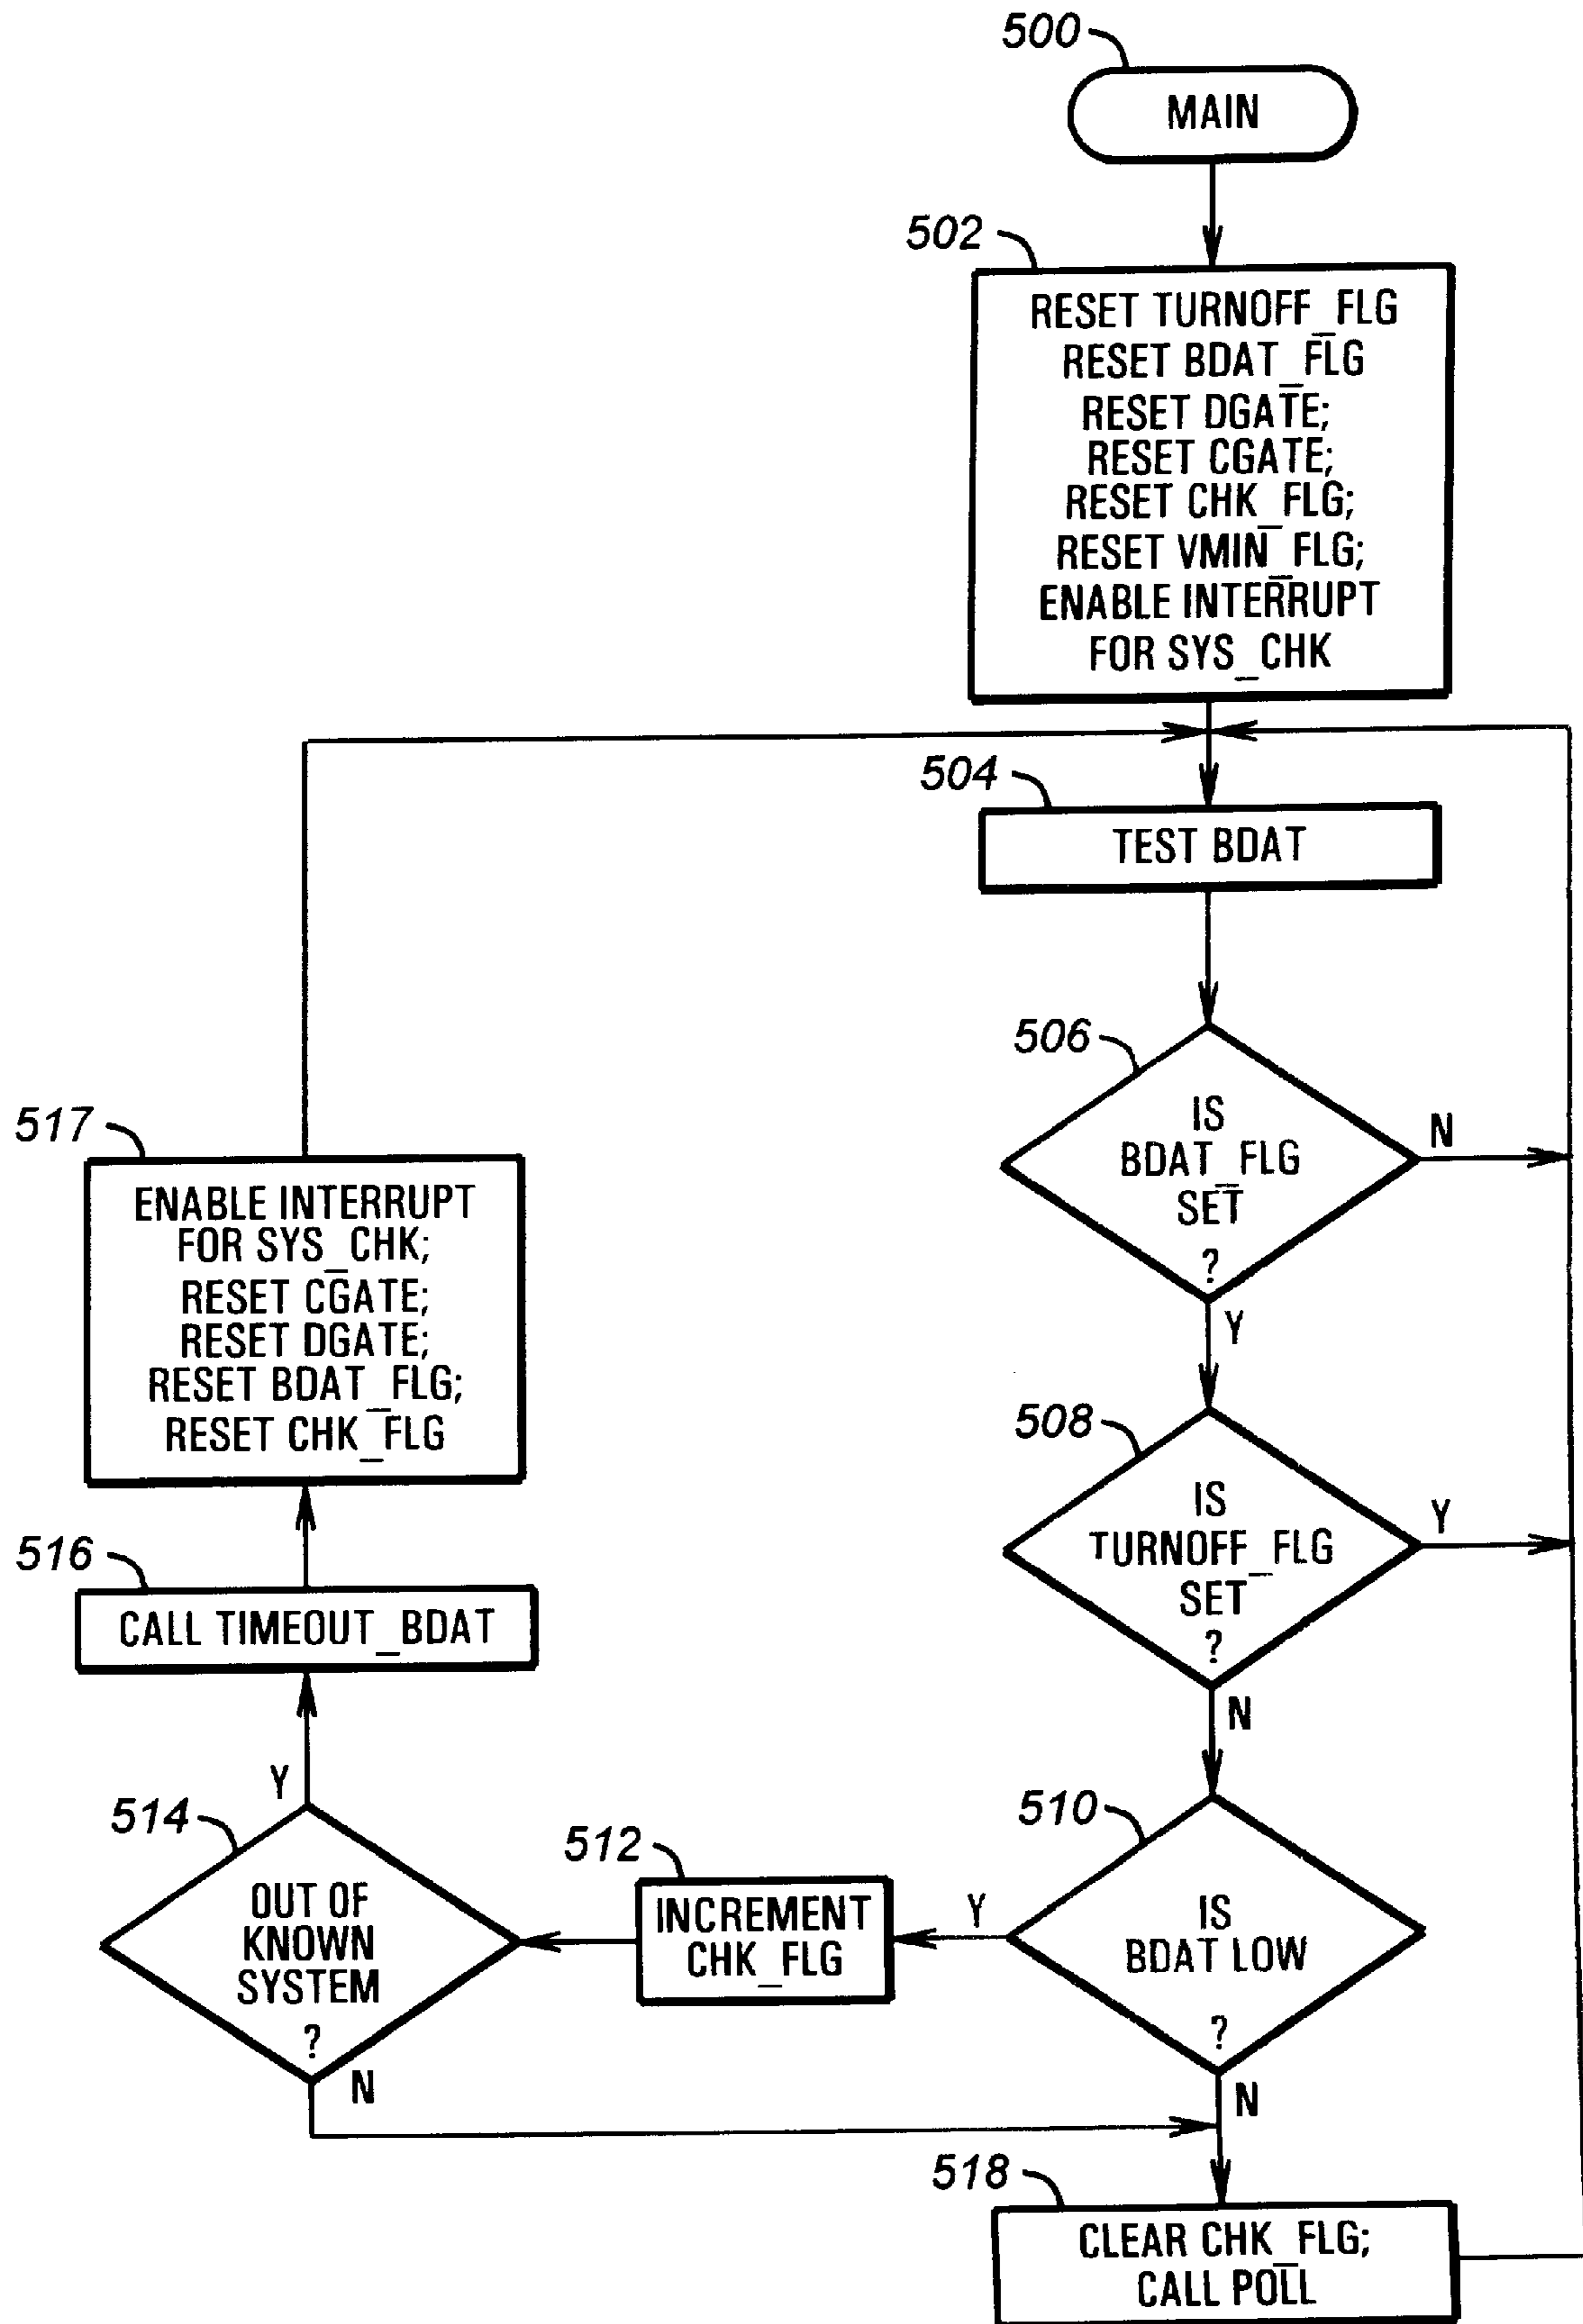 500
MAIN
502
RESET TURNOFF_FLG
RESET BDAT_FLG
RESET DGATE;
RESET CGATE;
RESET CHK_FLG;
RESET VMIN_FLG;
ENABLE INTERRUPT
FOR SYS_CHK
504
TEST BDAT
506
IS
BDAT_FLG
SET
?
N
Y
517
ENABLE INTERRUPT
FOR SYS_CHK;
RESET CGATE;
RESET DGATE;
RESET BDAT_FLG;
RESET CHK_FLG
508
IS
TURNOFF_FLG
SET
?
Y
N
516
CALL TIMEOUT_BDAT
Y
514
OUT OF
KNOWN
SYSTEM
?
N
512
INCREMENT
CHK_FLG
Y
510
IS
BDAT LOW
?
N
518
CLEAR CHK_FLG;
CALL POLL